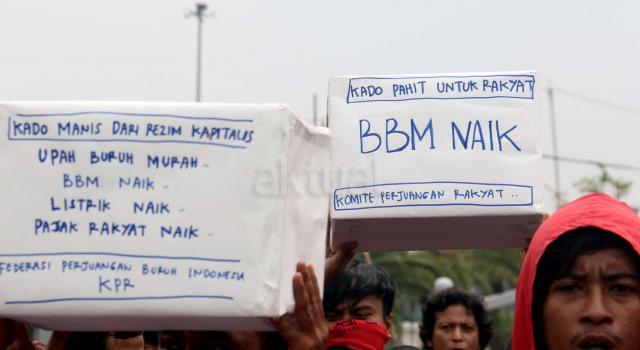 KADO MANIS DARI REZIM KAPITALIS
UPAH BURUH MURAH..
BBM NAIK..
LISTRIK NAIK..
PAJAK RAKYAT NAIK..
FEDERASI PERJUANGAN BURUH INDONESIA
KPR
KADO PAHIT UNTUK RAKYAT
BBM NAIK
KOMITE PERJUANGAN RAKYAT..
aktual